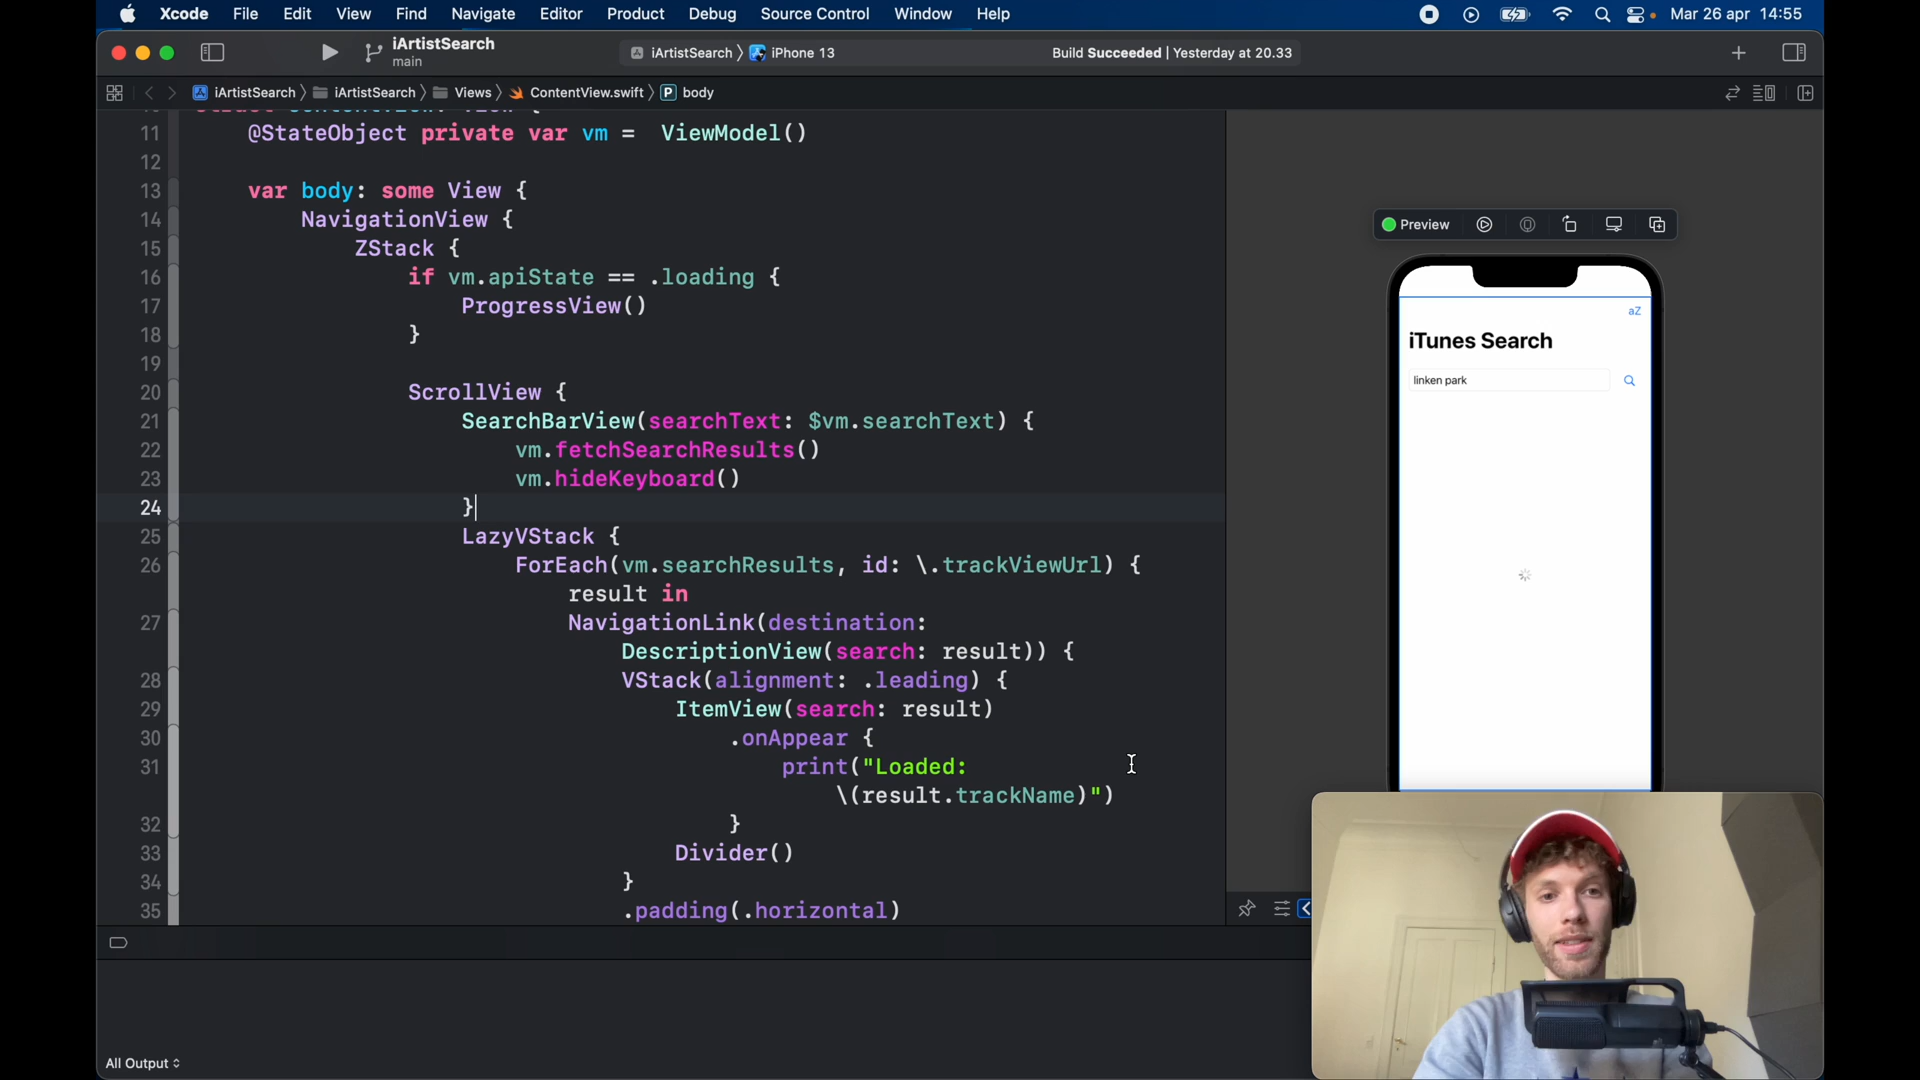 Xcode File Edit View Find Navigate Editor Product Debug Source Control Window Help Mar 26 apr 14:55
iArtistSearch
main
iArtistSearch iPhone 13
Build Succeeded | Yesterday at 20.33
iArtistSearch iArtistSearch Views ContentView.swift P body
11 @StateObject private var vm = ViewModel()
12
13 var body: some View {
14 NavigationView {
15 ZStack {
16 if vm.apiState == .loading {
17 ProgressView()
18 }
19
20 ScrollView {
21 SearchBarView(searchText: $vm.searchText) {
22 vm.fetchSearchResults()
23 vm.hideKeyboard()
24 }
25 LazyVStack {
26 ForEach(vm.searchResults, id: \.trackViewUrl) {
result in
27 NavigationLink(destination:
DescriptionView(search: result)) {
28 VStack(alignment: .leading) {
29 ItemView(search: result)
30 .onAppear {
31 print("Loaded:
\(result.trackName)")
32 }
33 Divider()
34 }
35 .padding(.horizontal)
All Output
Preview
aZ
iTunes Search
linken park